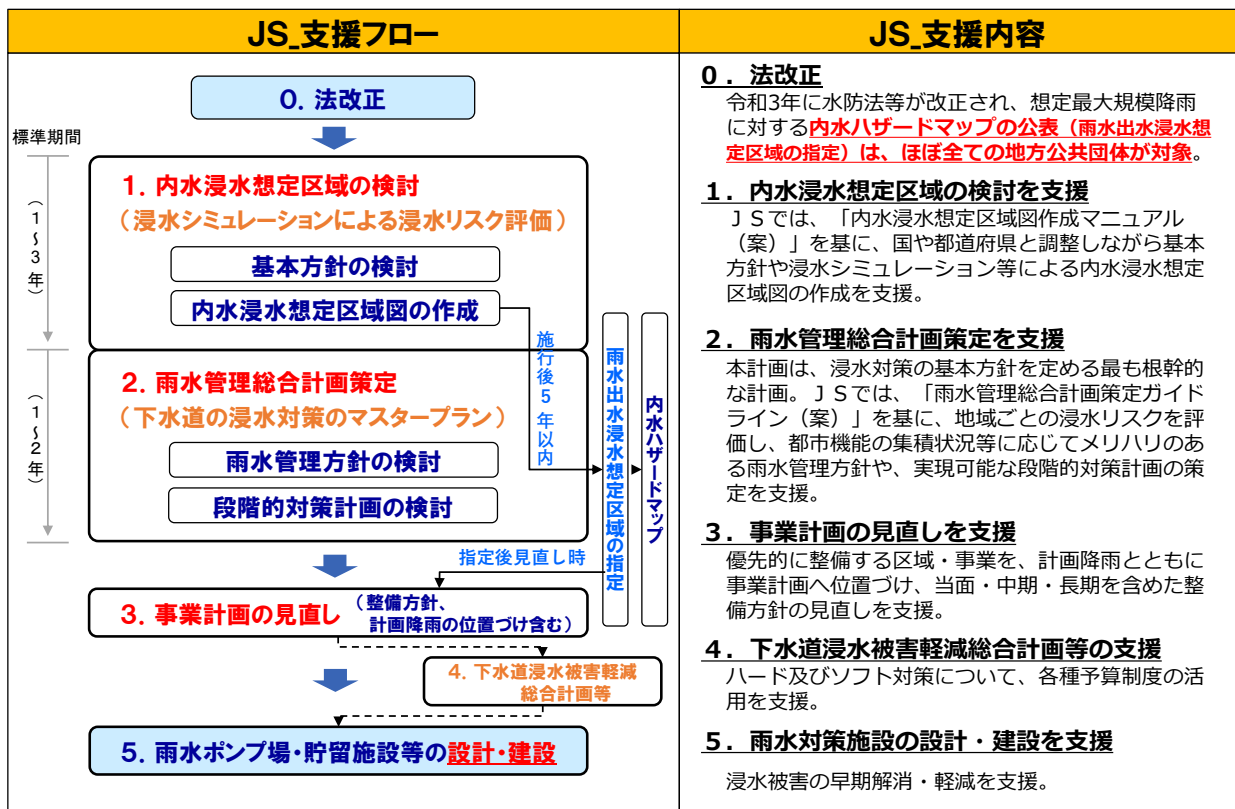 JS_支援フロー
0. 法改正
標準期間
(1~3年)
1. 内水浸水想定区域の検討
（浸水シミュレーションによる浸水リスク評価）
基本方針の検討
内水浸水想定区域図の作成
(1~2年)
2. 雨水管理総合計画策定
（下水道の浸水対策のマスタープラン）
雨水管理方針の検討
段階的対策計画の検討
施行後5年以内
雨水出水浸水想定区域の指定
内水ハザードマップ
指定後見直し時
3. 事業計画の見直し
（整備方針、
計画降雨の位置づけ含む）
4. 下水道浸水被害軽減
総合計画等
5. 雨水ポンプ場・貯留施設等の設計・建設
JS_支援内容
０．法改正
令和3年に水防法等が改正され、想定最大規模降雨
に対する内水ハザードマップの公表（雨水出水浸水想
定区域の指定）は、ほぼ全ての地方公共団体が対象。
１．内水浸水想定区域の検討を支援
ＪＳでは、「内水浸水想定区域図作成マニュアル
（案）」を基に、国や都道府県と調整しながら基本
方針や浸水シミュレーション等による内水浸水想定
区域図の作成を支援。
２．雨水管理総合計画策定を支援
本計画は、浸水対策の基本方針を定める最も根幹的
な計画。ＪＳでは、「雨水管理総合計画策定ガイド
ライン（案）」を基に、地域ごとの浸水リスクを評
価し、都市機能の集積状況等に応じてメリハリのあ
る雨水管理方針や、実現可能な段階的対策計画の策
定を支援。
３．事業計画の見直しを支援
優先的に整備する区域・事業を、計画降雨とともに
事業計画へ位置づけ、当面・中期・長期を含めた整
備方針の見直しを支援。
４．下水道浸水被害軽減総合計画等の支援
ハード及びソフト対策について、各種予算制度の活
用を支援。
５．雨水対策施設の設計・建設を支援
浸水被害の早期解消・軽減を支援。